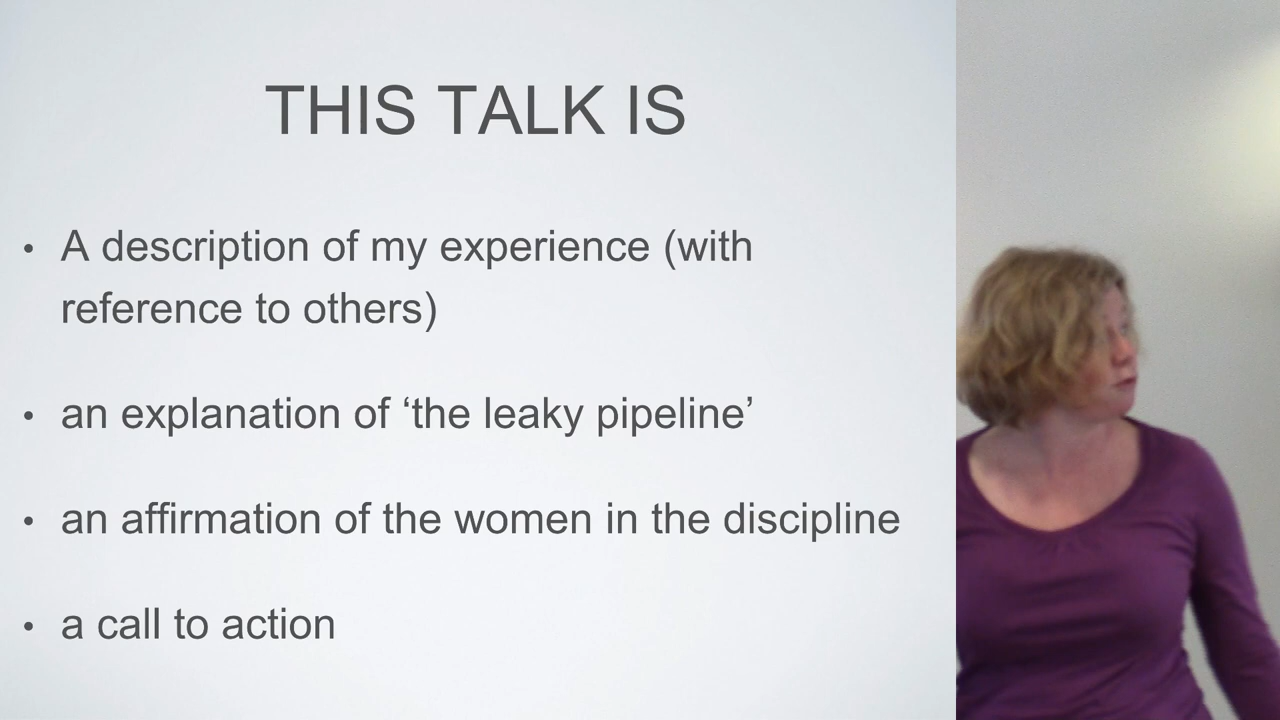 THIS TALK IS
• A description of my experience (with
reference to others)
• an explanation of ‘the leaky pipeline’
• an affirmation of the women in the discipline
• a call to action